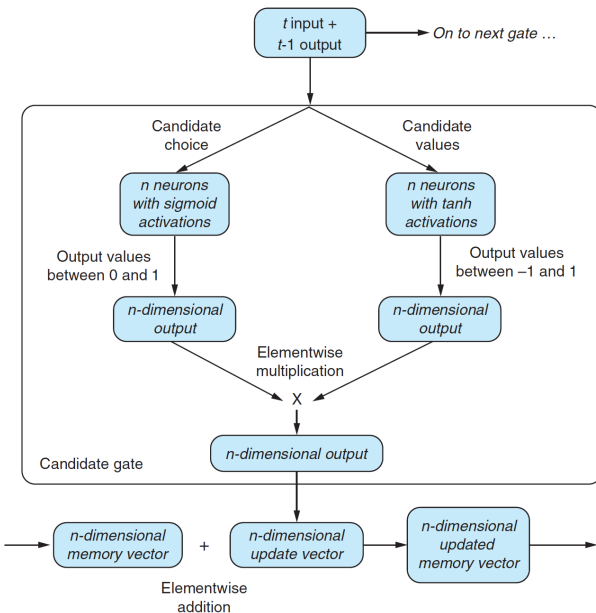 t input +
t-1 output
On to next gate ...
Candidate
choice
Candidate
values
n neurons
with sigmoid
activations
n neurons
with tanh
activations
Output values
between 0 and 1
Output values
between –1 and 1
n-dimensional
output
n-dimensional
output
Elementwise
multiplication
X
n-dimensional output
Candidate gate
n-dimensional
memory vector
+
n-dimensional
update vector
n-dimensional
updated
memory vector
Elementwise
addition